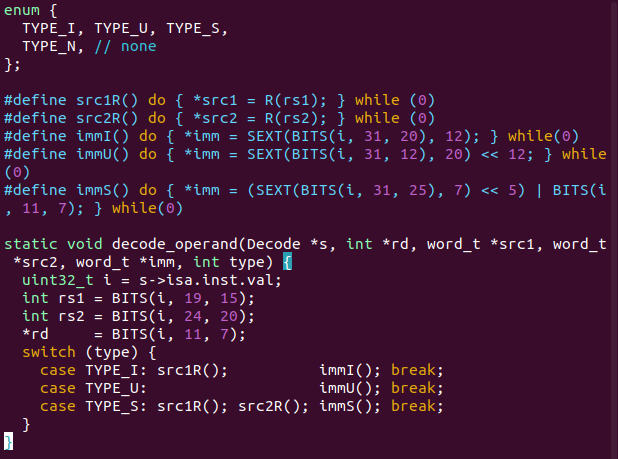 enum {
  TYPE_I, TYPE_U, TYPE_S,
  TYPE_N, // none
};

#define src1R() do { *src1 = R(rs1); } while (0)
#define src2R() do { *src2 = R(rs2); } while (0)
#define immI() do { *imm = SEXT(BITS(i, 31, 20), 12); } while(0)
#define immU() do { *imm = SEXT(BITS(i, 31, 12), 20) << 12; } while
(0)
#define immS() do { *imm = (SEXT(BITS(i, 31, 25), 7) << 5) | BITS(i
, 11, 7); } while(0)

static void decode_operand(Decode *s, int *rd, word_t *src1, word_t
 *src2, word_t *imm, int type) {
  uint32_t i = s->isa.inst.val;
  int rs1 = BITS(i, 19, 15);
  int rs2 = BITS(i, 24, 20);
  *rd     = BITS(i, 11, 7);
  switch (type) {
    case TYPE_I: src1R();          immI(); break;
    case TYPE_U:                   immU(); break;
    case TYPE_S: src1R(); src2R(); immS(); break;
  }
}